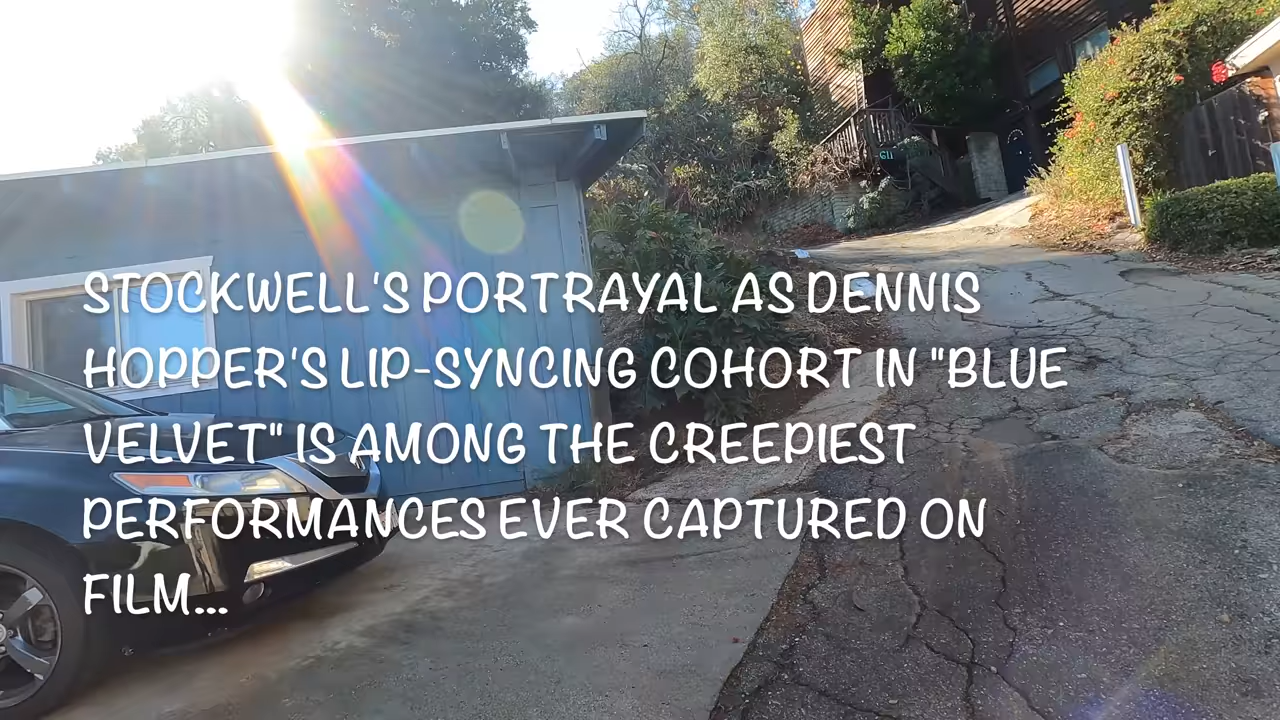 611
STOCKWELL'S PORTRAYAL AS DENNIS
HOPPER'S LIP-SYNCING COHORT IN "BLUE
VELVET" IS AMONG THE CREEPIEST
PERFORMANCES EVER CAPTURED ON
FILM...